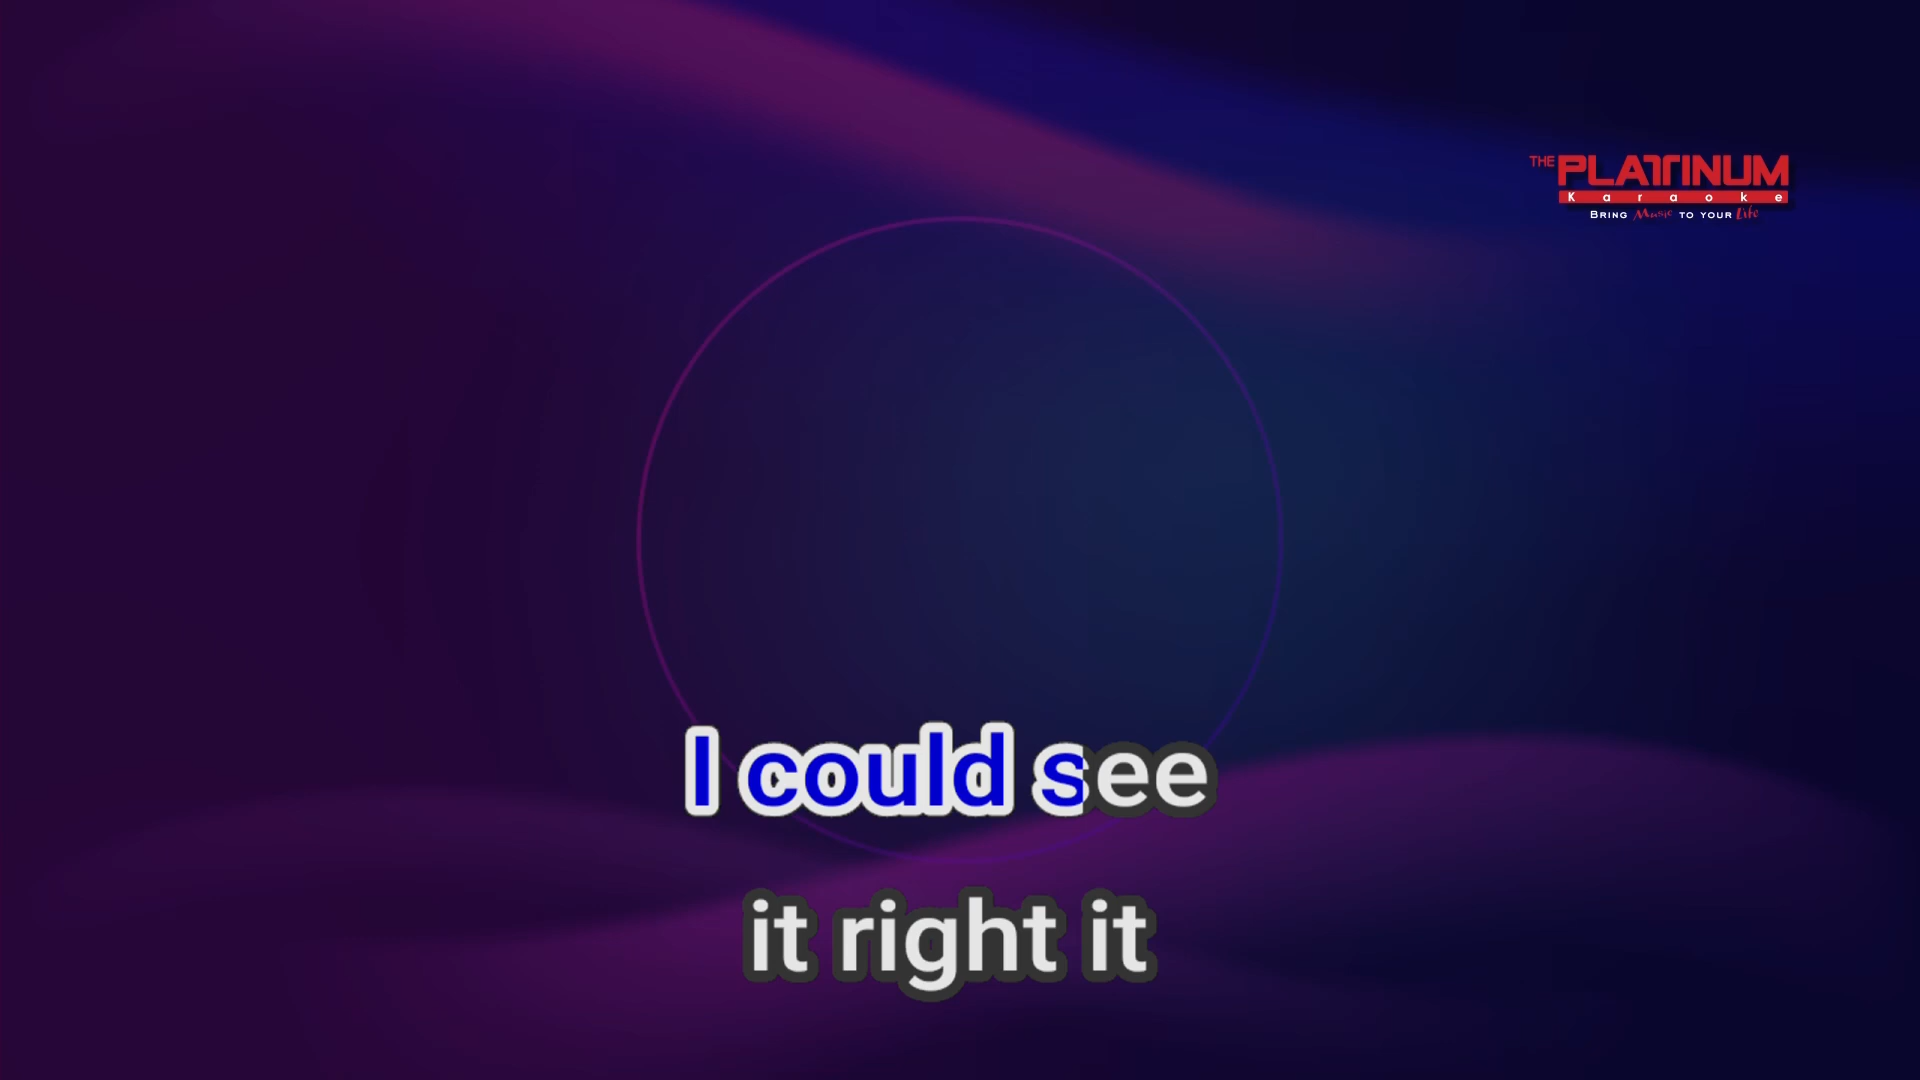 THE PLATINUM
Karaoke
BRING Music TO YOUR Life
I could see
it right it